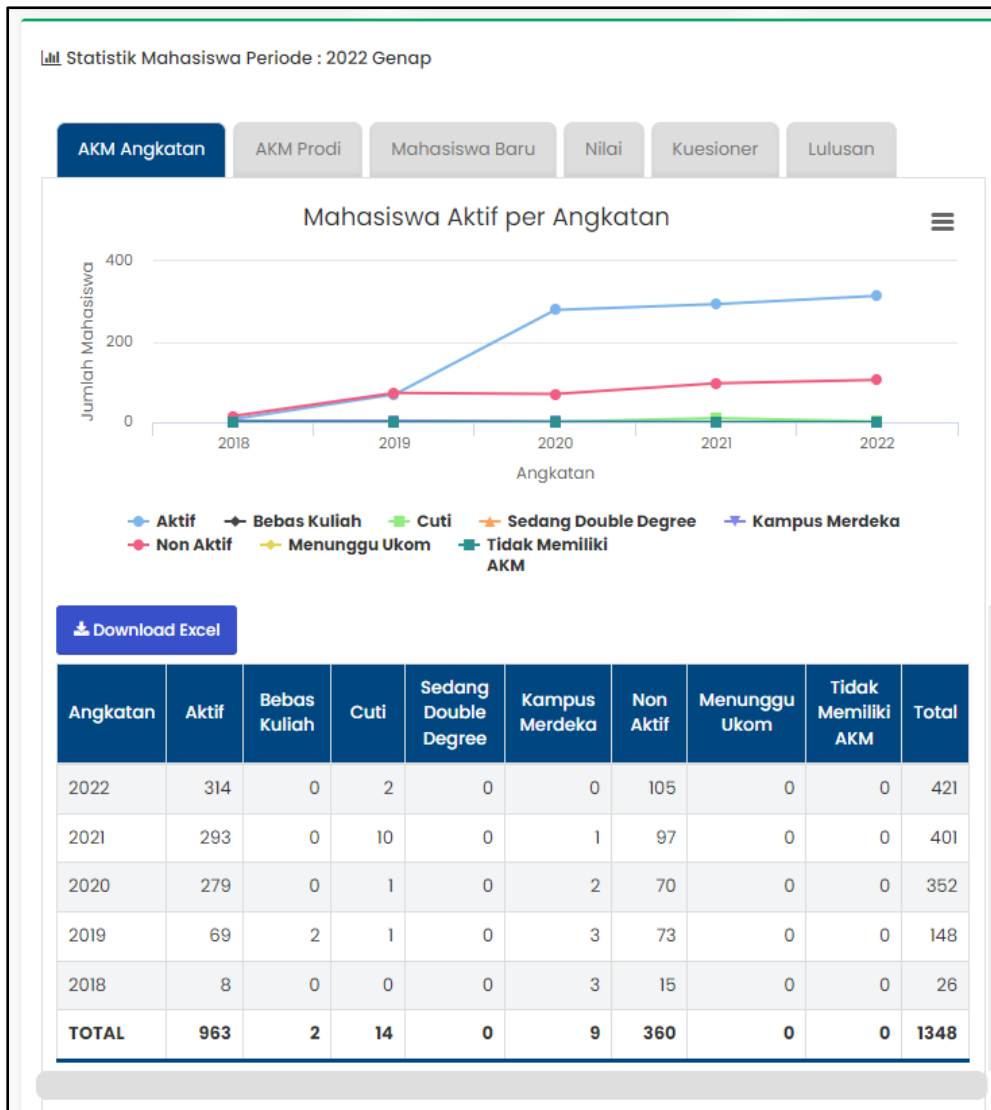 Statistik Mahasiswa Periode : 2022 Genap
AKM Angkatan AKM Prodi Mahasiswa Baru Nilai Kuesioner Lulusan
Mahasiswa Aktif per Angkatan
Jumlah Mahasiswa
400
200
0
2018 2019 2020 2021 2022
Angkatan
Aktif Bebas Kuliah Cuti Sedang Double Degree Kampus Merdeka
Non Aktif Menunggu Ukom Tidak Memiliki
AKM
Download Excel
Angkatan Aktif Bebas Kuliah Cuti Sedang Double Degree Kampus Merdeka Non Aktif Menunggu Ukom Tidak Memiliki AKM Total
2022 314 0 2 0 0 105 0 0 421
2021 293 0 10 0 1 97 0 0 401
2020 279 0 1 0 2 70 0 0 352
2019 69 2 1 0 3 73 0 0 148
2018 8 0 0 0 3 15 0 0 26
TOTAL 963 2 14 0 9 360 0 0 1348